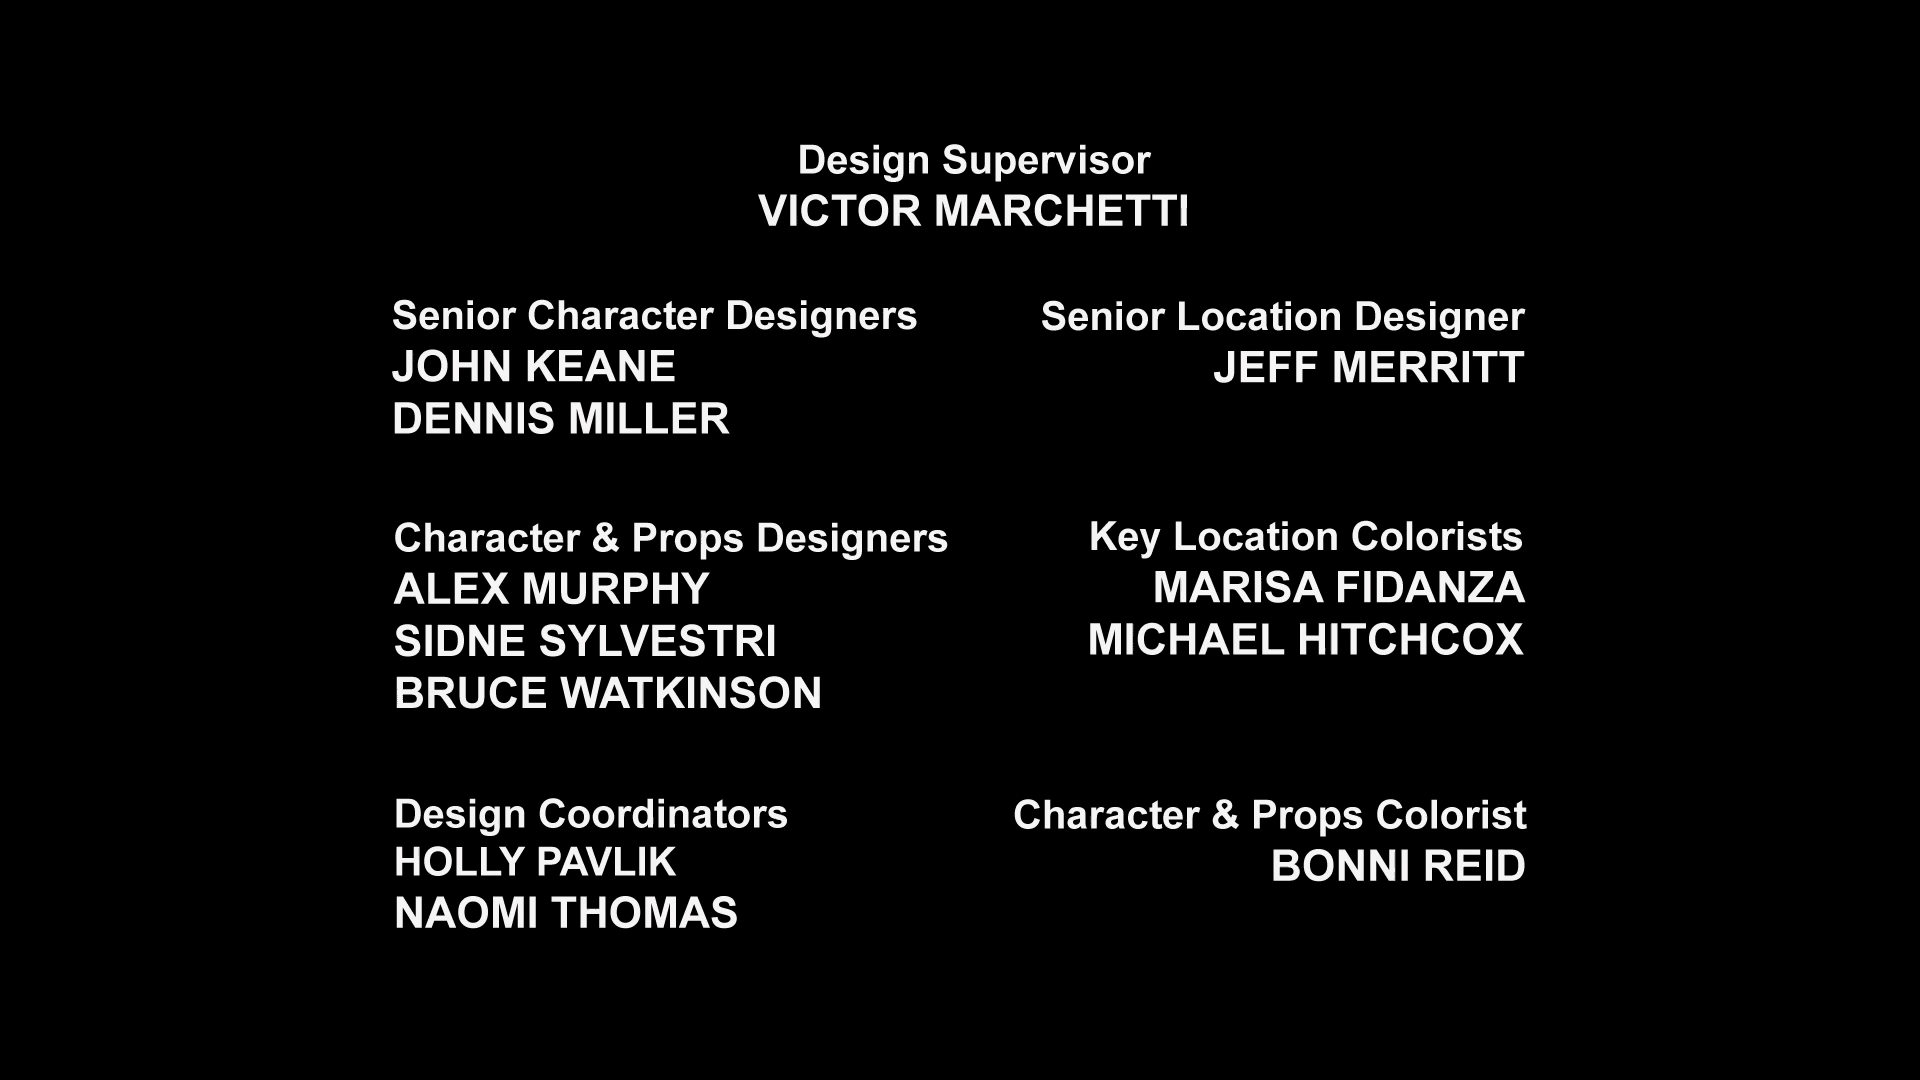 Design Supervisor
VICTOR MARCHETTI
Senior Character Designers
JOHN KEANE
DENNIS MILLER
Senior Location Designer
JEFF MERRITT
Character & Props Designers
ALEX MURPHY
SIDNE SYLVESTRI
BRUCE WATKINSON
Key Location Colorists
MARISA FIDANZA
MICHAEL HITCHCOX
Design Coordinators
HOLLY PAVLIK
NAOMI THOMAS
Character & Props Colorist
BONNI REID